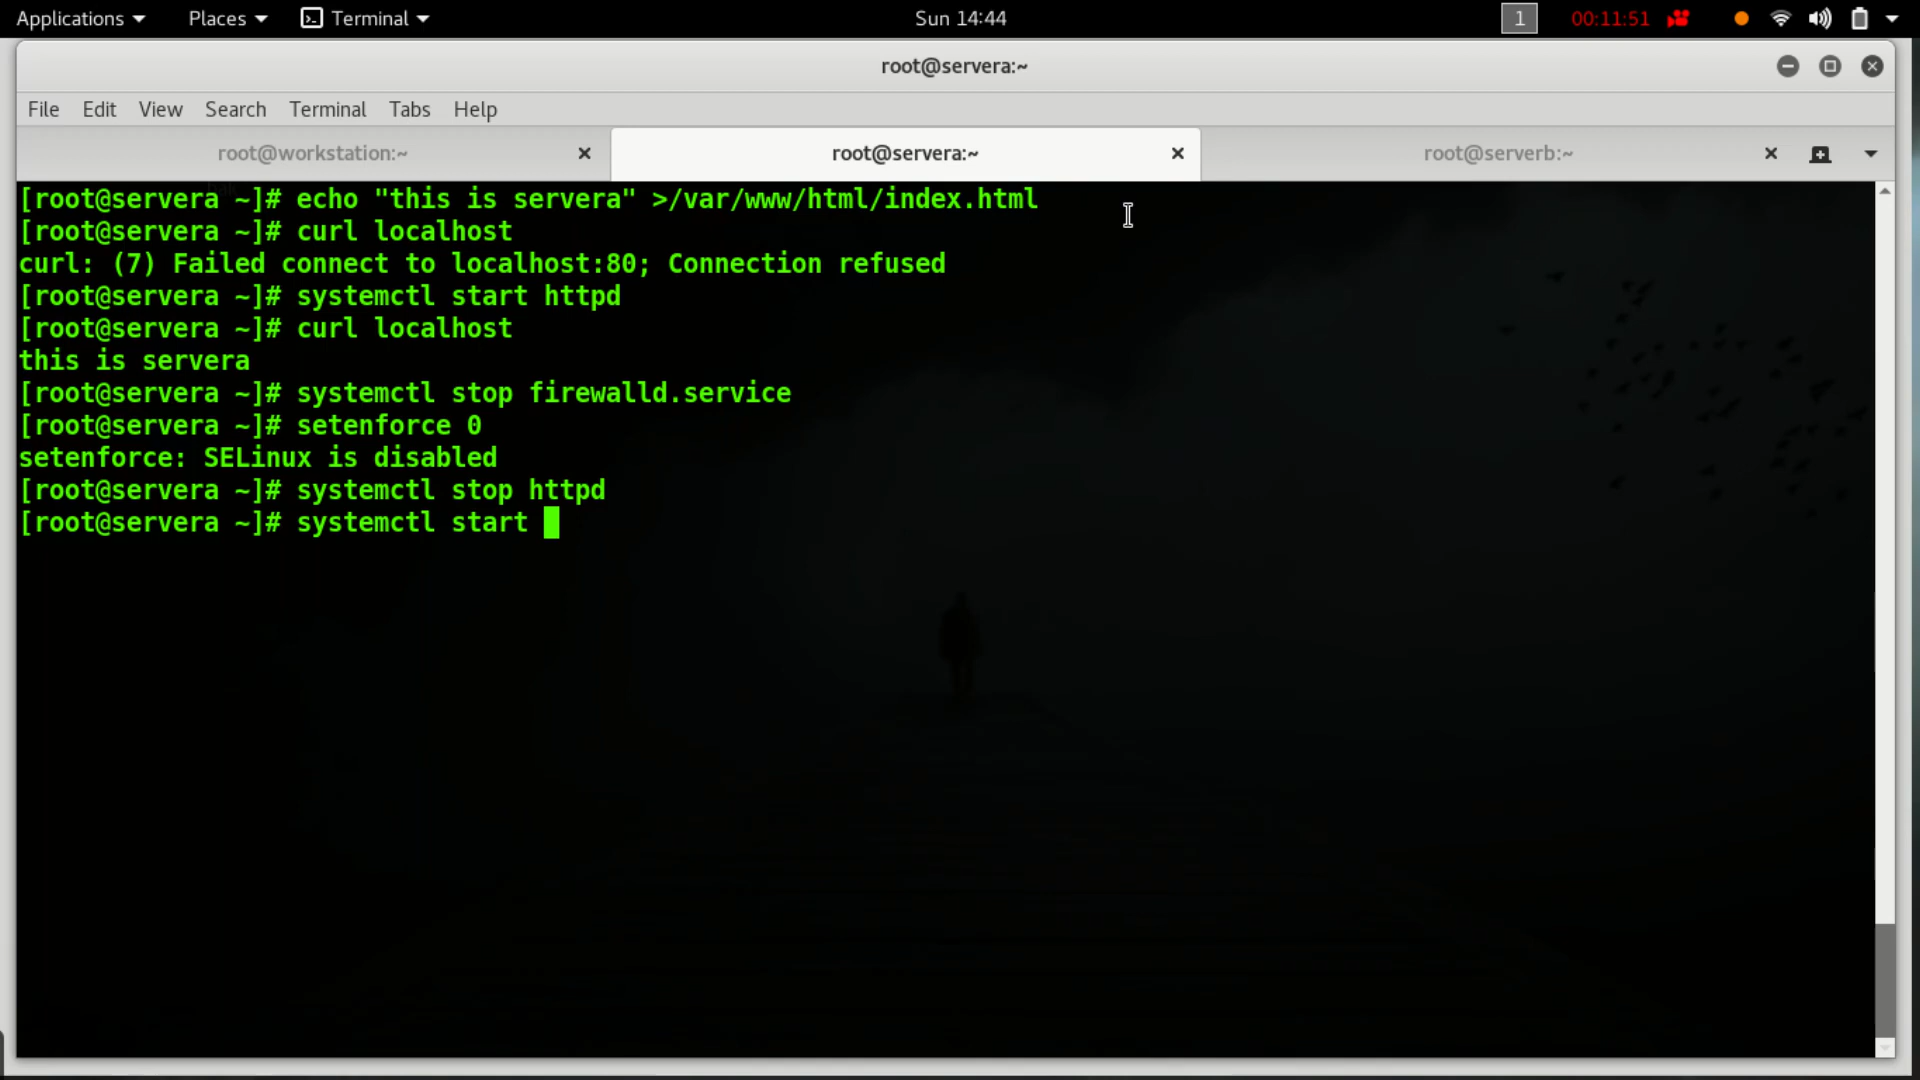 Applications Places Terminal Sun 14:44 1 00:11:51
root@servera:~
File Edit View Search Terminal Tabs Help
root@workstation:~ root@servera:~ root@serverb:~
[root@servera ~]# echo "this is servera" >/var/www/html/index.html
[root@servera ~]# curl localhost
curl: (7) Failed connect to localhost:80; Connection refused
[root@servera ~]# systemctl start httpd
[root@servera ~]# curl localhost
this is servera
[root@servera ~]# systemctl stop firewalld.service
[root@servera ~]# setenforce 0
setenforce: SELinux is disabled
[root@servera ~]# systemctl stop httpd
[root@servera ~]# systemctl start